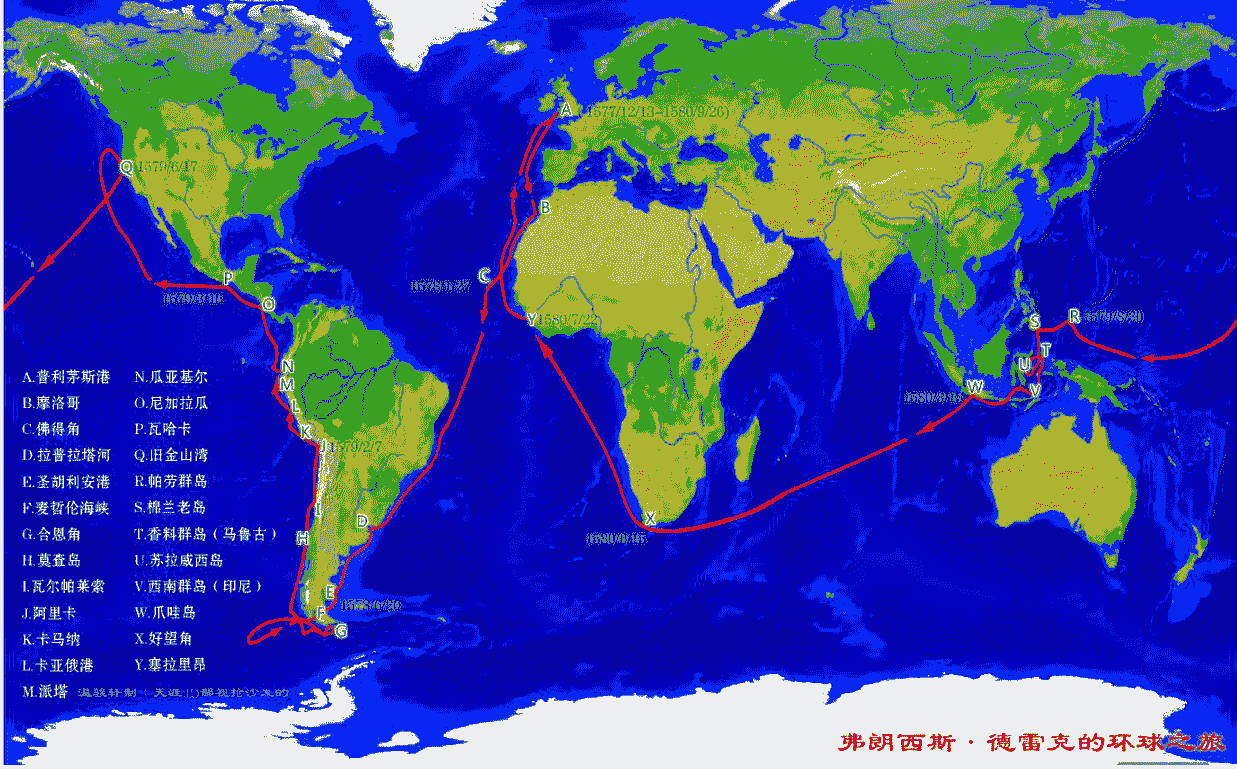 A (1577/12/13-1580/9/26)
Q 1579/6/17
B
C
P
O
Y 1580/7/22
S
R
T
U
W
V
N
M
L
K
J 1579/2/7
I
H
D
X
E
F
G
A.普利茅斯港 N.瓜亚基尔
B.摩洛哥 O.尼加拉瓜
C.佛得角 P.瓦哈卡
D.拉普拉塔河 Q.旧金山湾
E.圣胡利安港 R.帕劳群岛
F.麦哲伦海峡 S.棉兰老岛
G.合恩角 T.香料群岛（马鲁古）
H.莫查岛 U.苏拉威西岛
I.瓦尔帕莱索 V.西南群岛（印尼）
J.阿里卡 W.爪哇岛
K.卡马纳 X.好望角
L.卡亚俄港 Y.塞拉里昂
M.派塔
弗朗西斯·德雷克的环球之旅